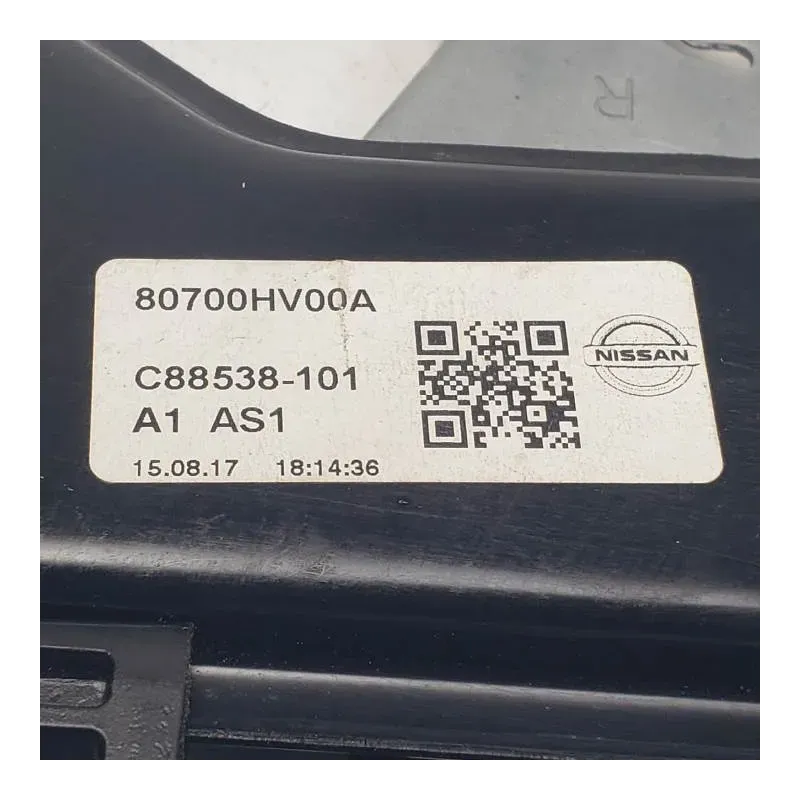 80700HV00A
C88538-101
A1 AS1
15.08.17 18:14:36
NISSAN
R